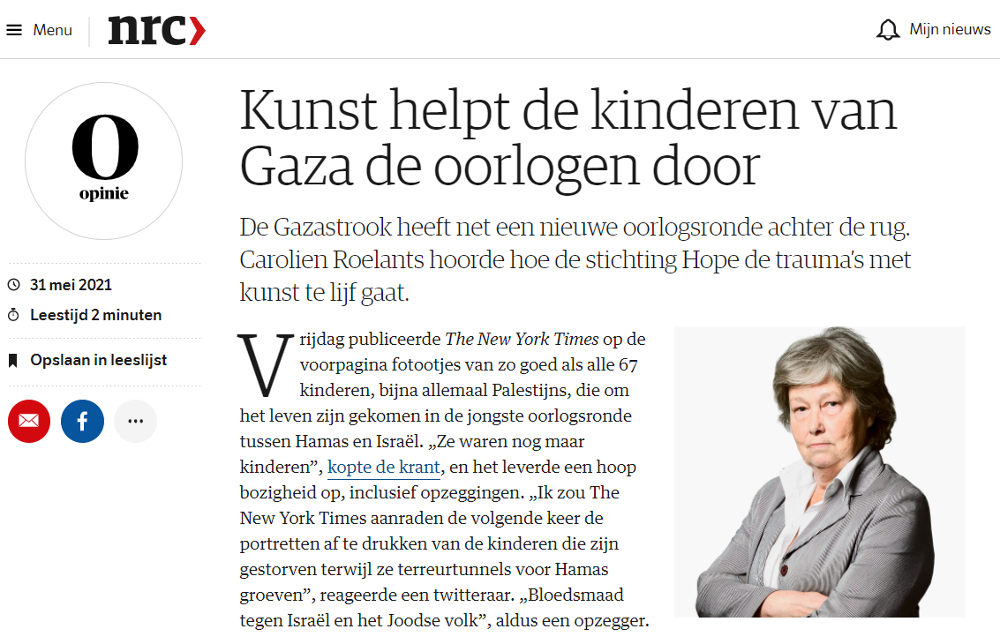 Menu
nrc
Mijn nieuws
O
opinie
31 mei 2021
Leestijd 2 minuten
Opslaan in leeslijst
Kunst helpt de kinderen van
Gaza de oorlogen door
De Gazastrook heeft net een nieuwe oorlogsronde achter de rug.
Carolien Roelants hoorde hoe de stichting Hope de trauma’s met
kunst te lijf gaat.
Vrijdag publiceerde The New York Times op de
voorpagina fotootjes van zo goed als alle 67
kinderen, bijna allemaal Palestijns, die om
het leven zijn gekomen in de jongste oorlogsronde
tussen Hamas en Israël. „Ze waren nog maar
kinderen”, kopte de krant, en het leverde een hoop
bozigheid op, inclusief opzeggingen. „Ik zou The
New York Times aanraden de volgende keer de
portretten af te drukken van de kinderen die zijn
gestorven terwijl ze terreurtunnels voor Hamas
groeven”, reageerde een twitteraar. „Bloedsmaad
tegen Israël en het Joodse volk”, aldus een opzegger.